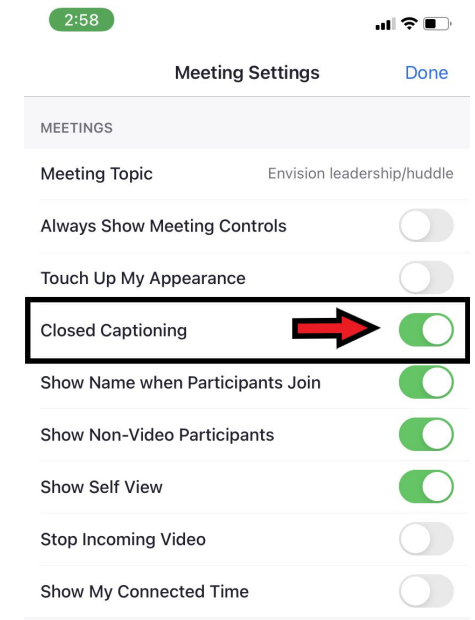 2:58
Meeting Settings Done
MEETINGS
Meeting Topic Envision leadership/huddle
Always Show Meeting Controls
Touch Up My Appearance
Closed Captioning
Show Name when Participants Join
Show Non-Video Participants
Show Self View
Stop Incoming Video
Show My Connected Time